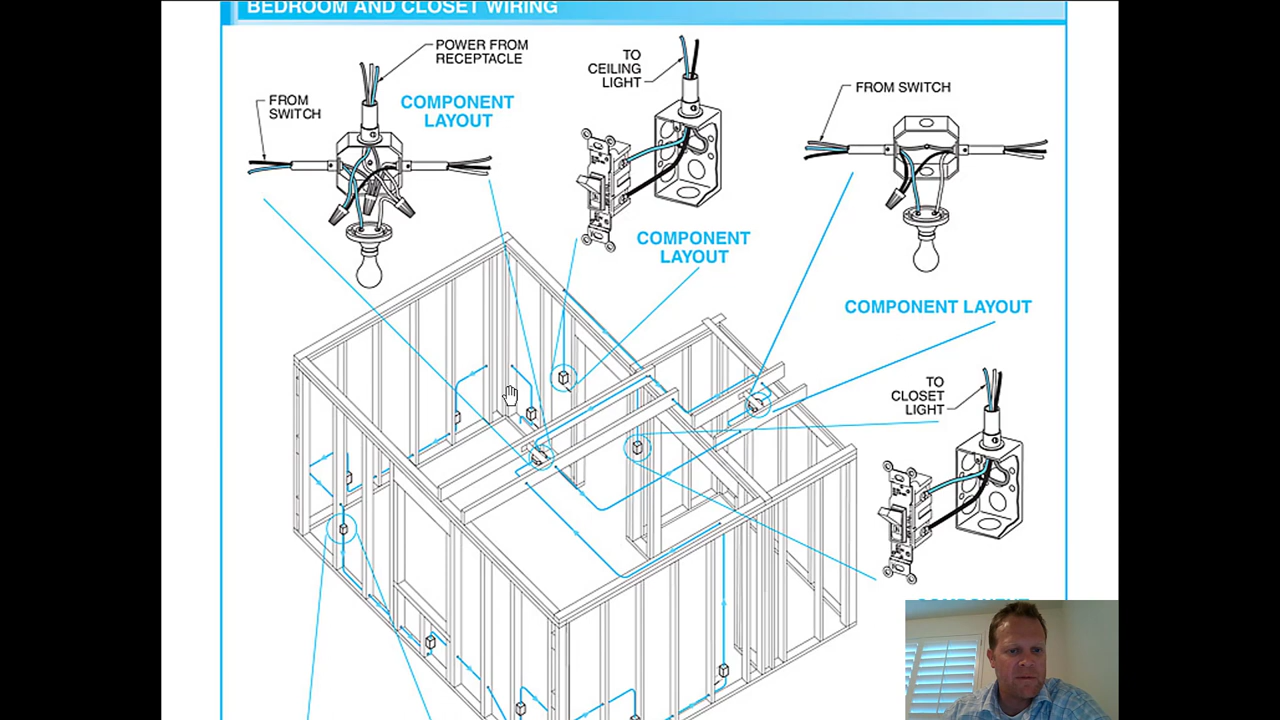 BEDROOM AND CLOSET WIRING
POWER FROM
RECEPTACLE
FROM
SWITCH
COMPONENT
LAYOUT
TO
CEILING
LIGHT
FROM SWITCH
COMPONENT
LAYOUT
COMPONENT LAYOUT
TO
CLOSET
LIGHT
COMPONENT